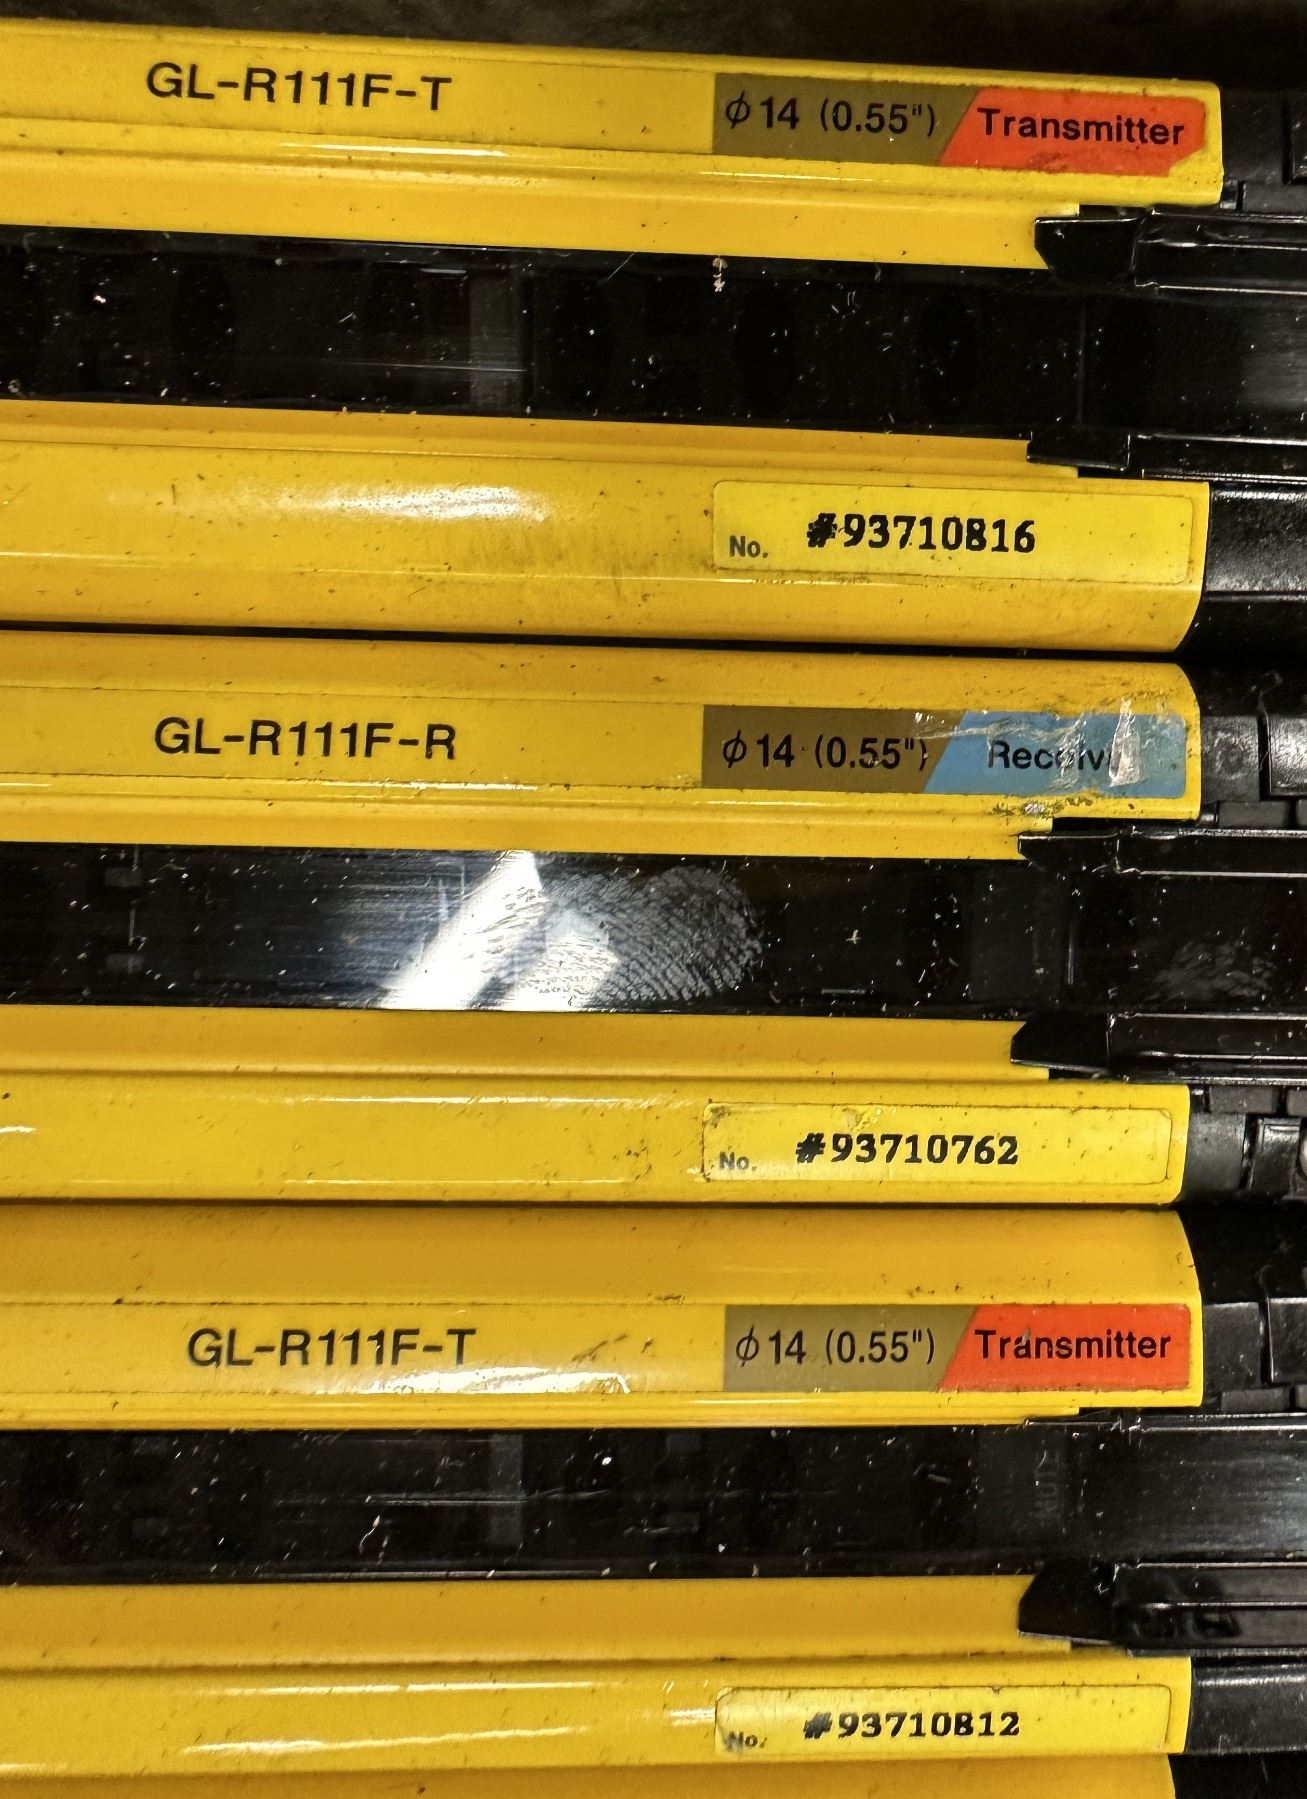 GL-R111F-T φ14 (0.55") Transmitter
No. #93710816
GL-R111F-R φ14 (0.55")
No. #93710762
GL-R111F-T φ14 (0.55") Transmitter
No. #93710812